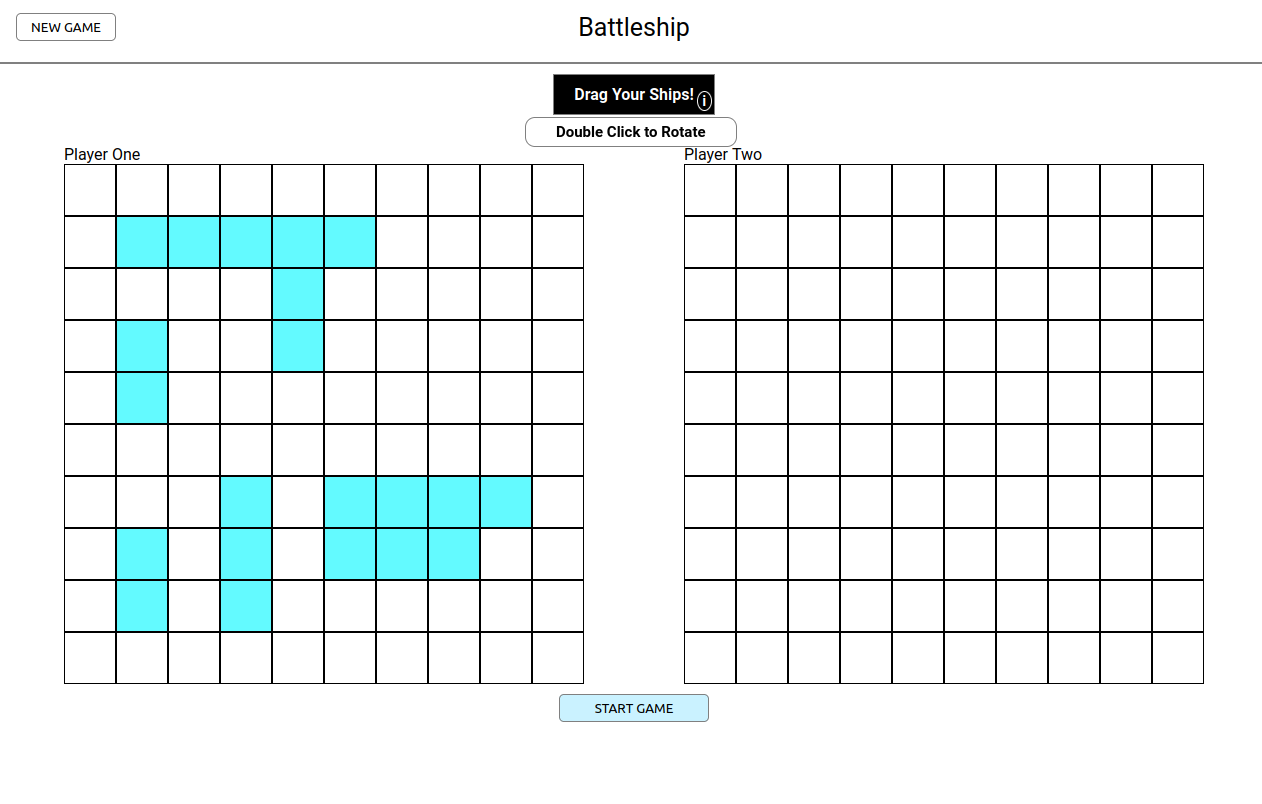 NEW GAME
Battleship
Drag Your Ships! i
Double Click to Rotate
Player One
Player Two
START GAME